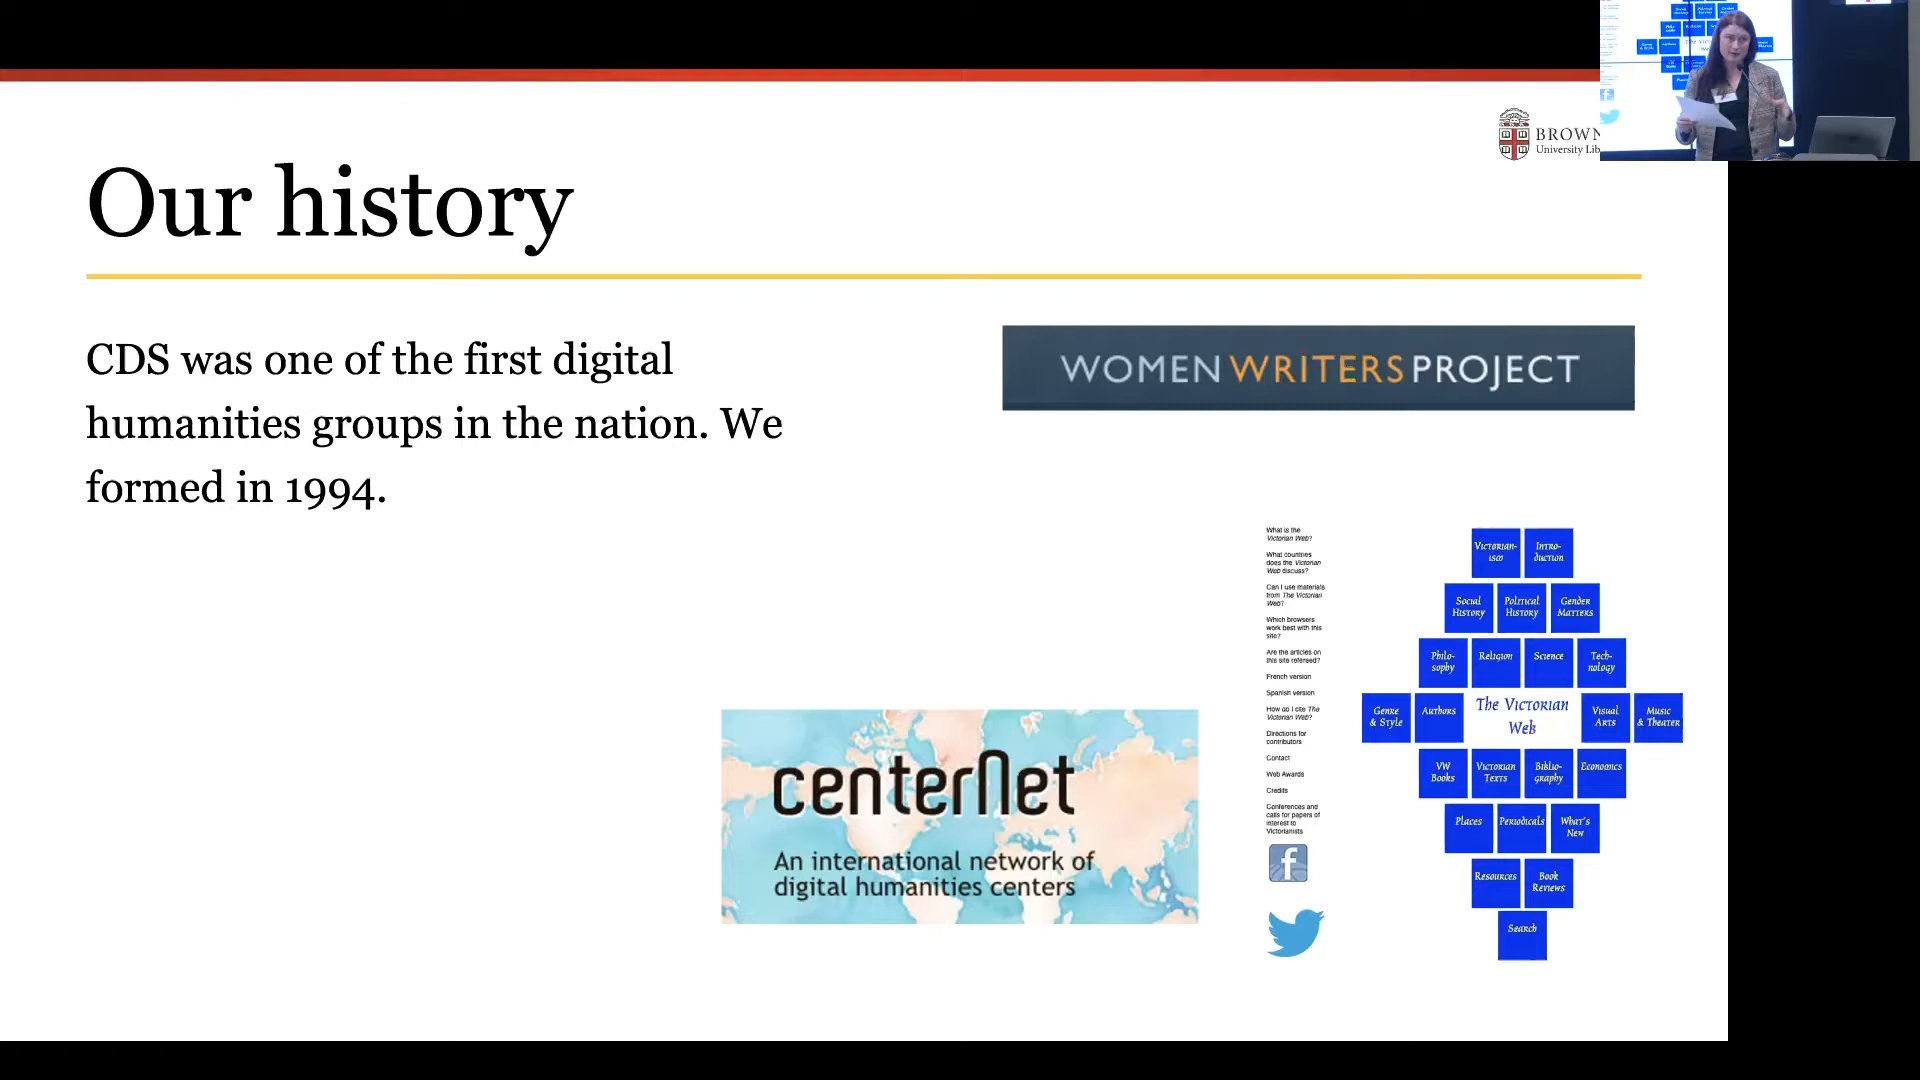 BROWN
University Lib
Our history
CDS was one of the first digital
humanities groups in the nation. We
formed in 1994.
WOMEN WRITERS PROJECT
centerNet
An international network of
digital humanities centers
What is the
Victorian Web?
What countries
does the Victorian
Web discuss?
Can I use materials
from The Victorian
Web?
Which browsers
work best with this
site?
Are the articles on
this site refereed?
French version
Spanish version
How do I cite The
Victorian Web?
Directions for
contributors
Contact
Web Awards
Credits
Conferences and
calls for papers of
interest to
Victorianists
Victorian-
ism
Intro-
duction
Social
History
Political
History
Gender
Matters
Philo-
sophy
Religion
Science
Tech-
nology
Genre
& Style
Authors
The Victorian
Web
Visual
Arts
Music
& Theater
VW
Books
Victorian
Texts
Biblio-
graphy
Economics
Places
Periodicals
What's
New
Resources
Book
Reviews
Search